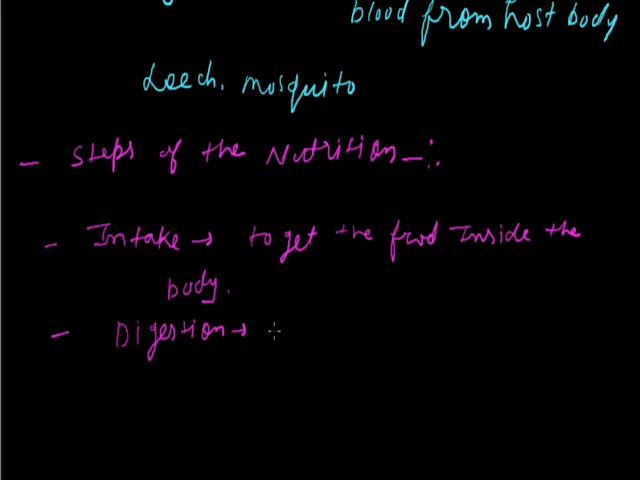 blood from host body
Leech. mosquito
- Steps of the Nutrition -:
- Intake → to get the food Inside the
body.
- Digestion →